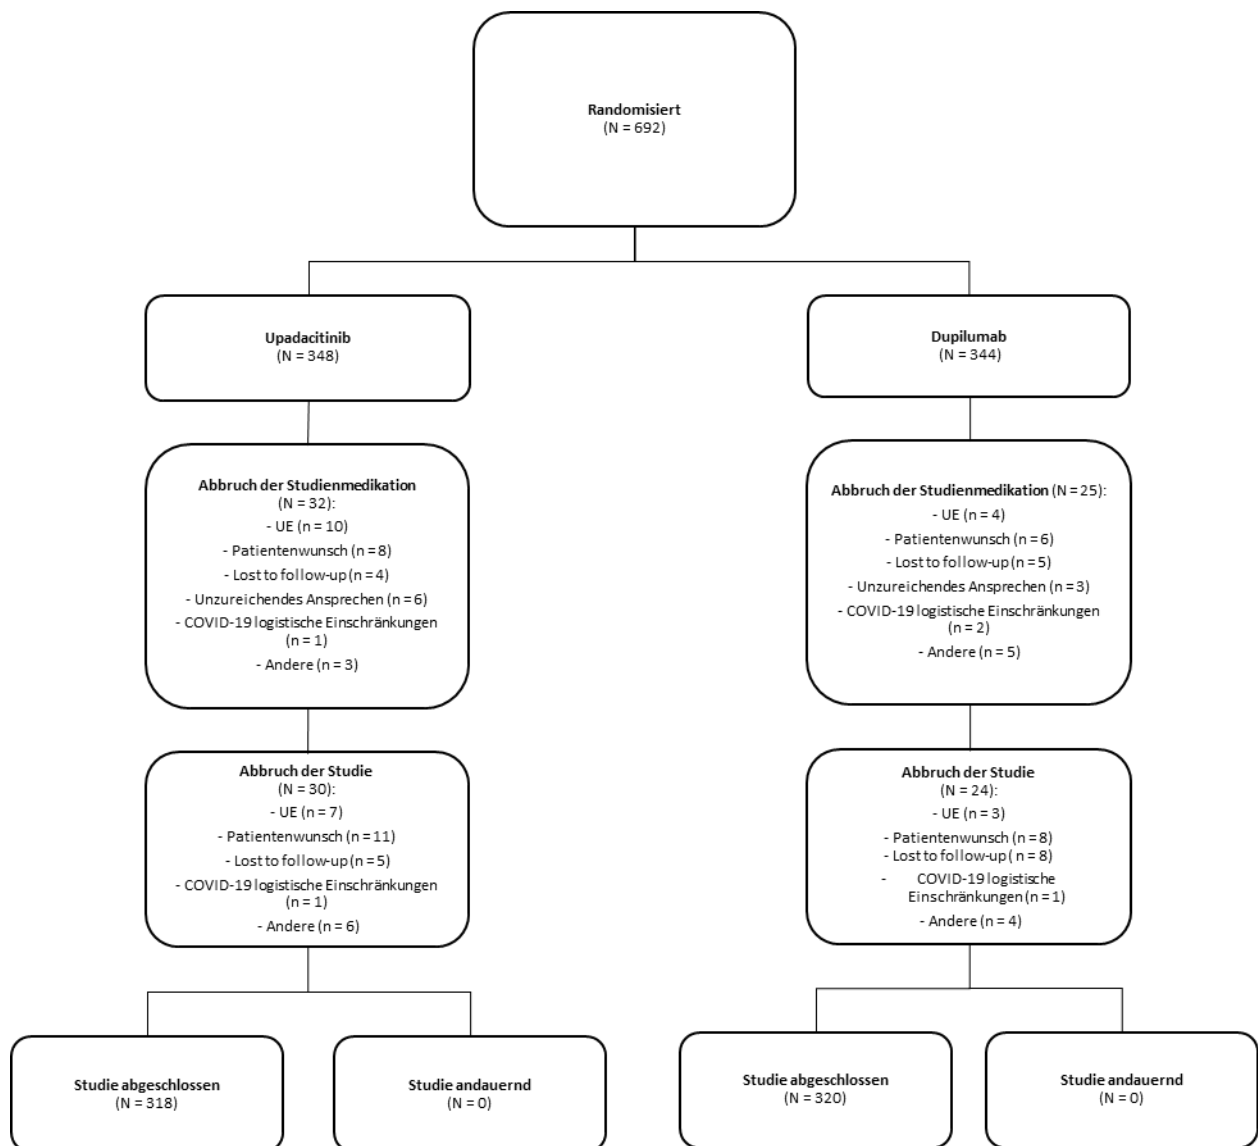 Randomisiert
(N = 692)
Upadacitinib
(N = 348)
Dupilumab
(N = 344)
Abbruch der Studienmedikation
(N = 32):
- UE (n = 10)
- Patientenwunsch (n = 8)
- Lost to follow-up (n = 4)
- Unzureichendes Ansprechen (n = 6)
- COVID-19 logistische Einschränkungen
(n = 1)
- Andere (n = 3)
Abbruch der Studienmedikation (N = 25):
- UE (n = 4)
- Patientenwunsch (n = 6)
- Lost to follow-up (n = 5)
- Unzureichendes Ansprechen (n = 3)
- COVID-19 logistische Einschränkungen
(n = 2)
- Andere (n = 5)
Abbruch der Studie
(N = 30):
- UE (n = 7)
- Patientenwunsch (n = 11)
- Lost to follow-up (n = 5)
- COVID-19 logistische Einschränkungen
(n = 1)
- Andere (n = 6)
Abbruch der Studie
(N = 24):
- UE (n = 3)
- Patientenwunsch (n = 8)
- Lost to follow-up ( n = 8)
- COVID-19 logistische
Einschränkungen (n = 1)
- Andere (n = 4)
Studie abgeschlossen
(N = 318)
Studie andauernd
(N = 0)
Studie abgeschlossen
(N = 320)
Studie andauernd
(N = 0)